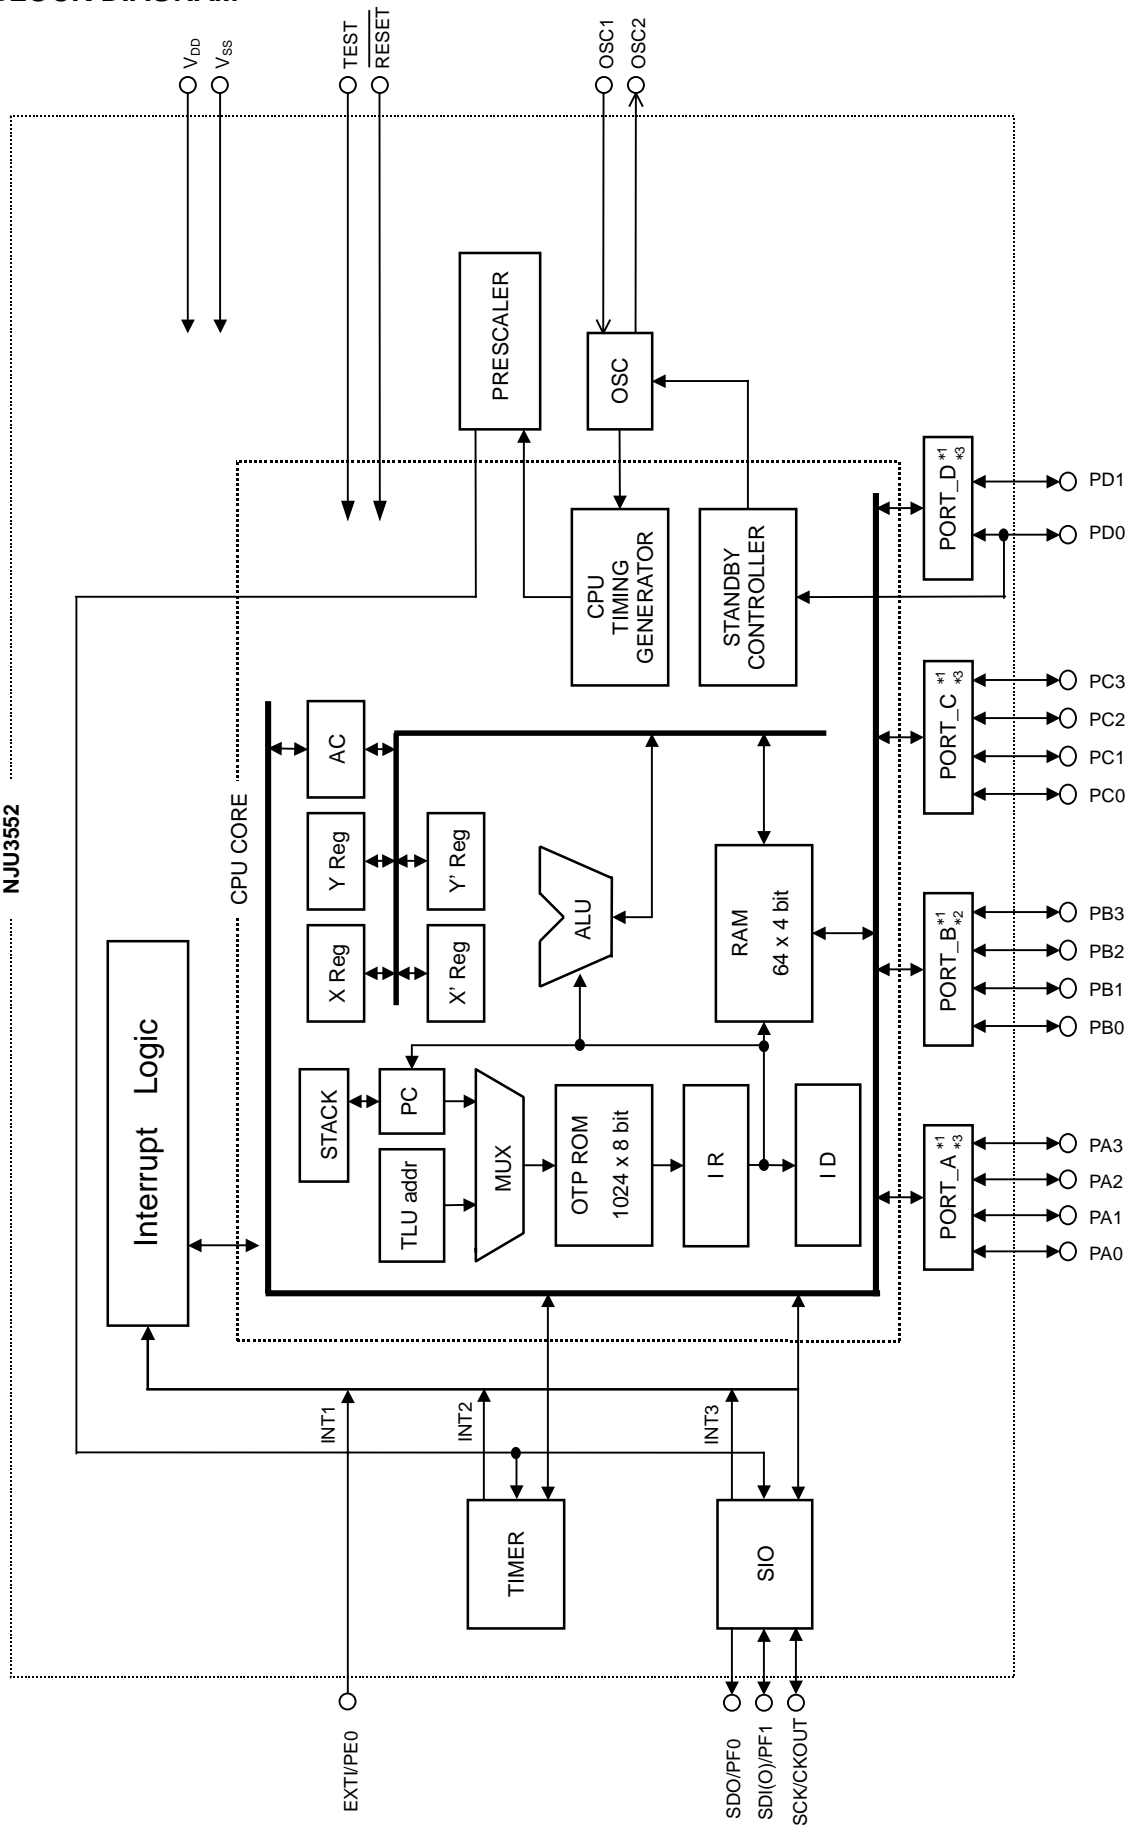 BLOCK DIAGRAM
NJU3552
VDD
VSS
TEST
RESET
OSC1
OSC2
PRESCALER
OSC
CPU CORE
CPU
TIMING
GENERATOR
STANDBY
CONTROLLER
Interrupt Logic
X Reg
Y Reg
AC
X' Reg
Y' Reg
ALU
RAM
64 x 4 bit
STACK
PC
TLU addr
MUX
OTP ROM
1024 x 8 bit
I R
I D
INT1
INT2
INT3
TIMER
SIO
EXTI/PE0
SDO/PF0
SDI(O)/PF1
SCK/CKOUT
PORT_A *1 *3
PORT_B *1 *2
PORT_C *1 *3
PORT_D *1 *3
PA0
PA1
PA2
PA3
PB0
PB1
PB2
PB3
PC0
PC1
PC2
PC3
PD0
PD1